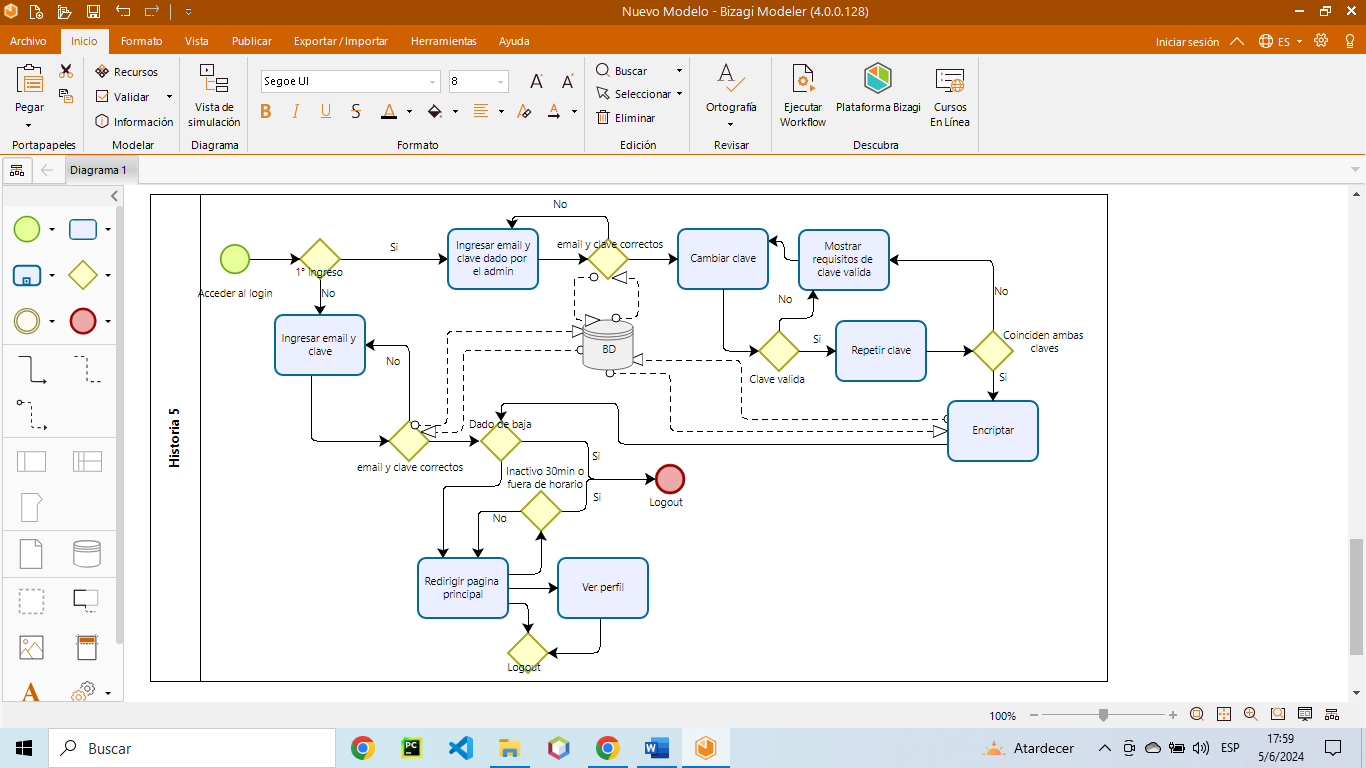 Nuevo Modelo - Bizagi Modeler (4.0.0.128)
Archivo
Inicio
Formato
Vista
Publicar
Exportar / Importar
Herramientas
Ayuda
Iniciar sesión
ES
Pegar
Portapapeles
Recursos
Validar
Información
Modelar
Vista de
simulación
Diagrama
Segoe UI
8
A
A
B
I
U
S
A
A
Formato
Buscar
Seleccionar
Eliminar
Edición
Ortografía
Revisar
Ejecutar
Workflow
Plataforma Bizagi
Cursos
En Línea
Descubra
Diagrama 1
Historia 5
Acceder al login
1° Ingreso
Si
No
Ingresar email y
clave dado por
el admin
No
email y clave correctos
Cambiar clave
Mostrar
requisitos de
clave valida
No
No
Ingresar email y
clave
No
BD
Clave valida
Si
Repetir clave
Coinciden ambas
claves
Si
Encriptar
email y clave correctos
Dado de baja
Si
Inactivo 30min o
fuera de horario
Si
No
Logout
Redirigir pagina
principal
Ver perfil
Logout
A
100%
Buscar
PC
Atardecer
ESP
17:59
5/6/2024